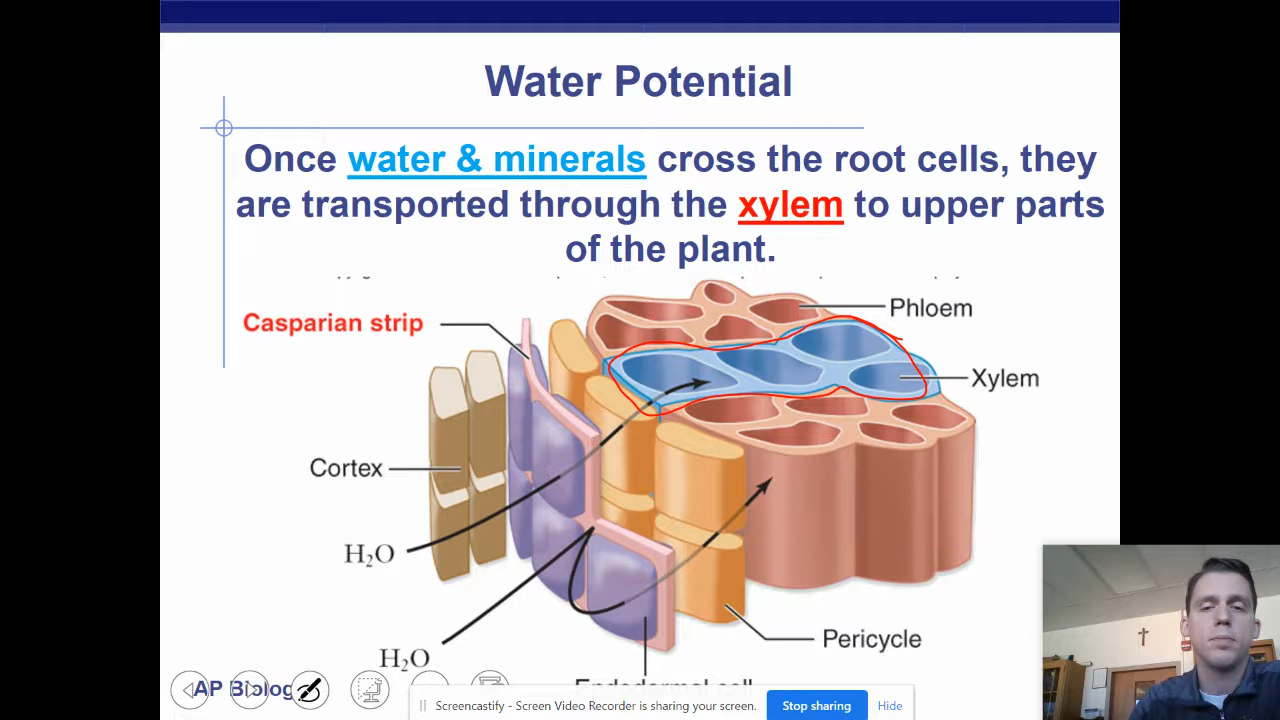 Water Potential
Once water & minerals cross the root cells, they
are transported through the xylem to upper parts
of the plant.
Phloem
Casparian strip
Xylem
Cortex
H₂O
Pericycle
H₂O
Endodermal cell
AP Biolog
Screencastify - Screen Video Recorder is sharing your screen.
Stop sharing
Hide